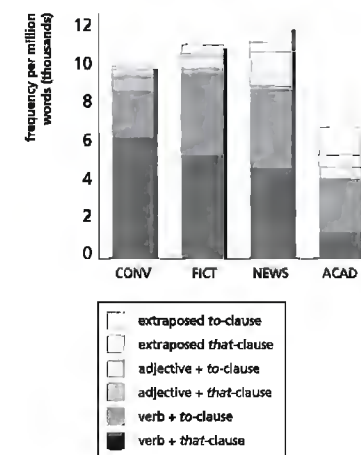 frequency per million
words (thousands)
12
10
8
6
4
2
0
CONV FICT NEWS ACAD
extraposed to-clause
extraposed that-clause
adjective + to-clause
adjective + that-clause
verb + to-clause
verb + that-clause